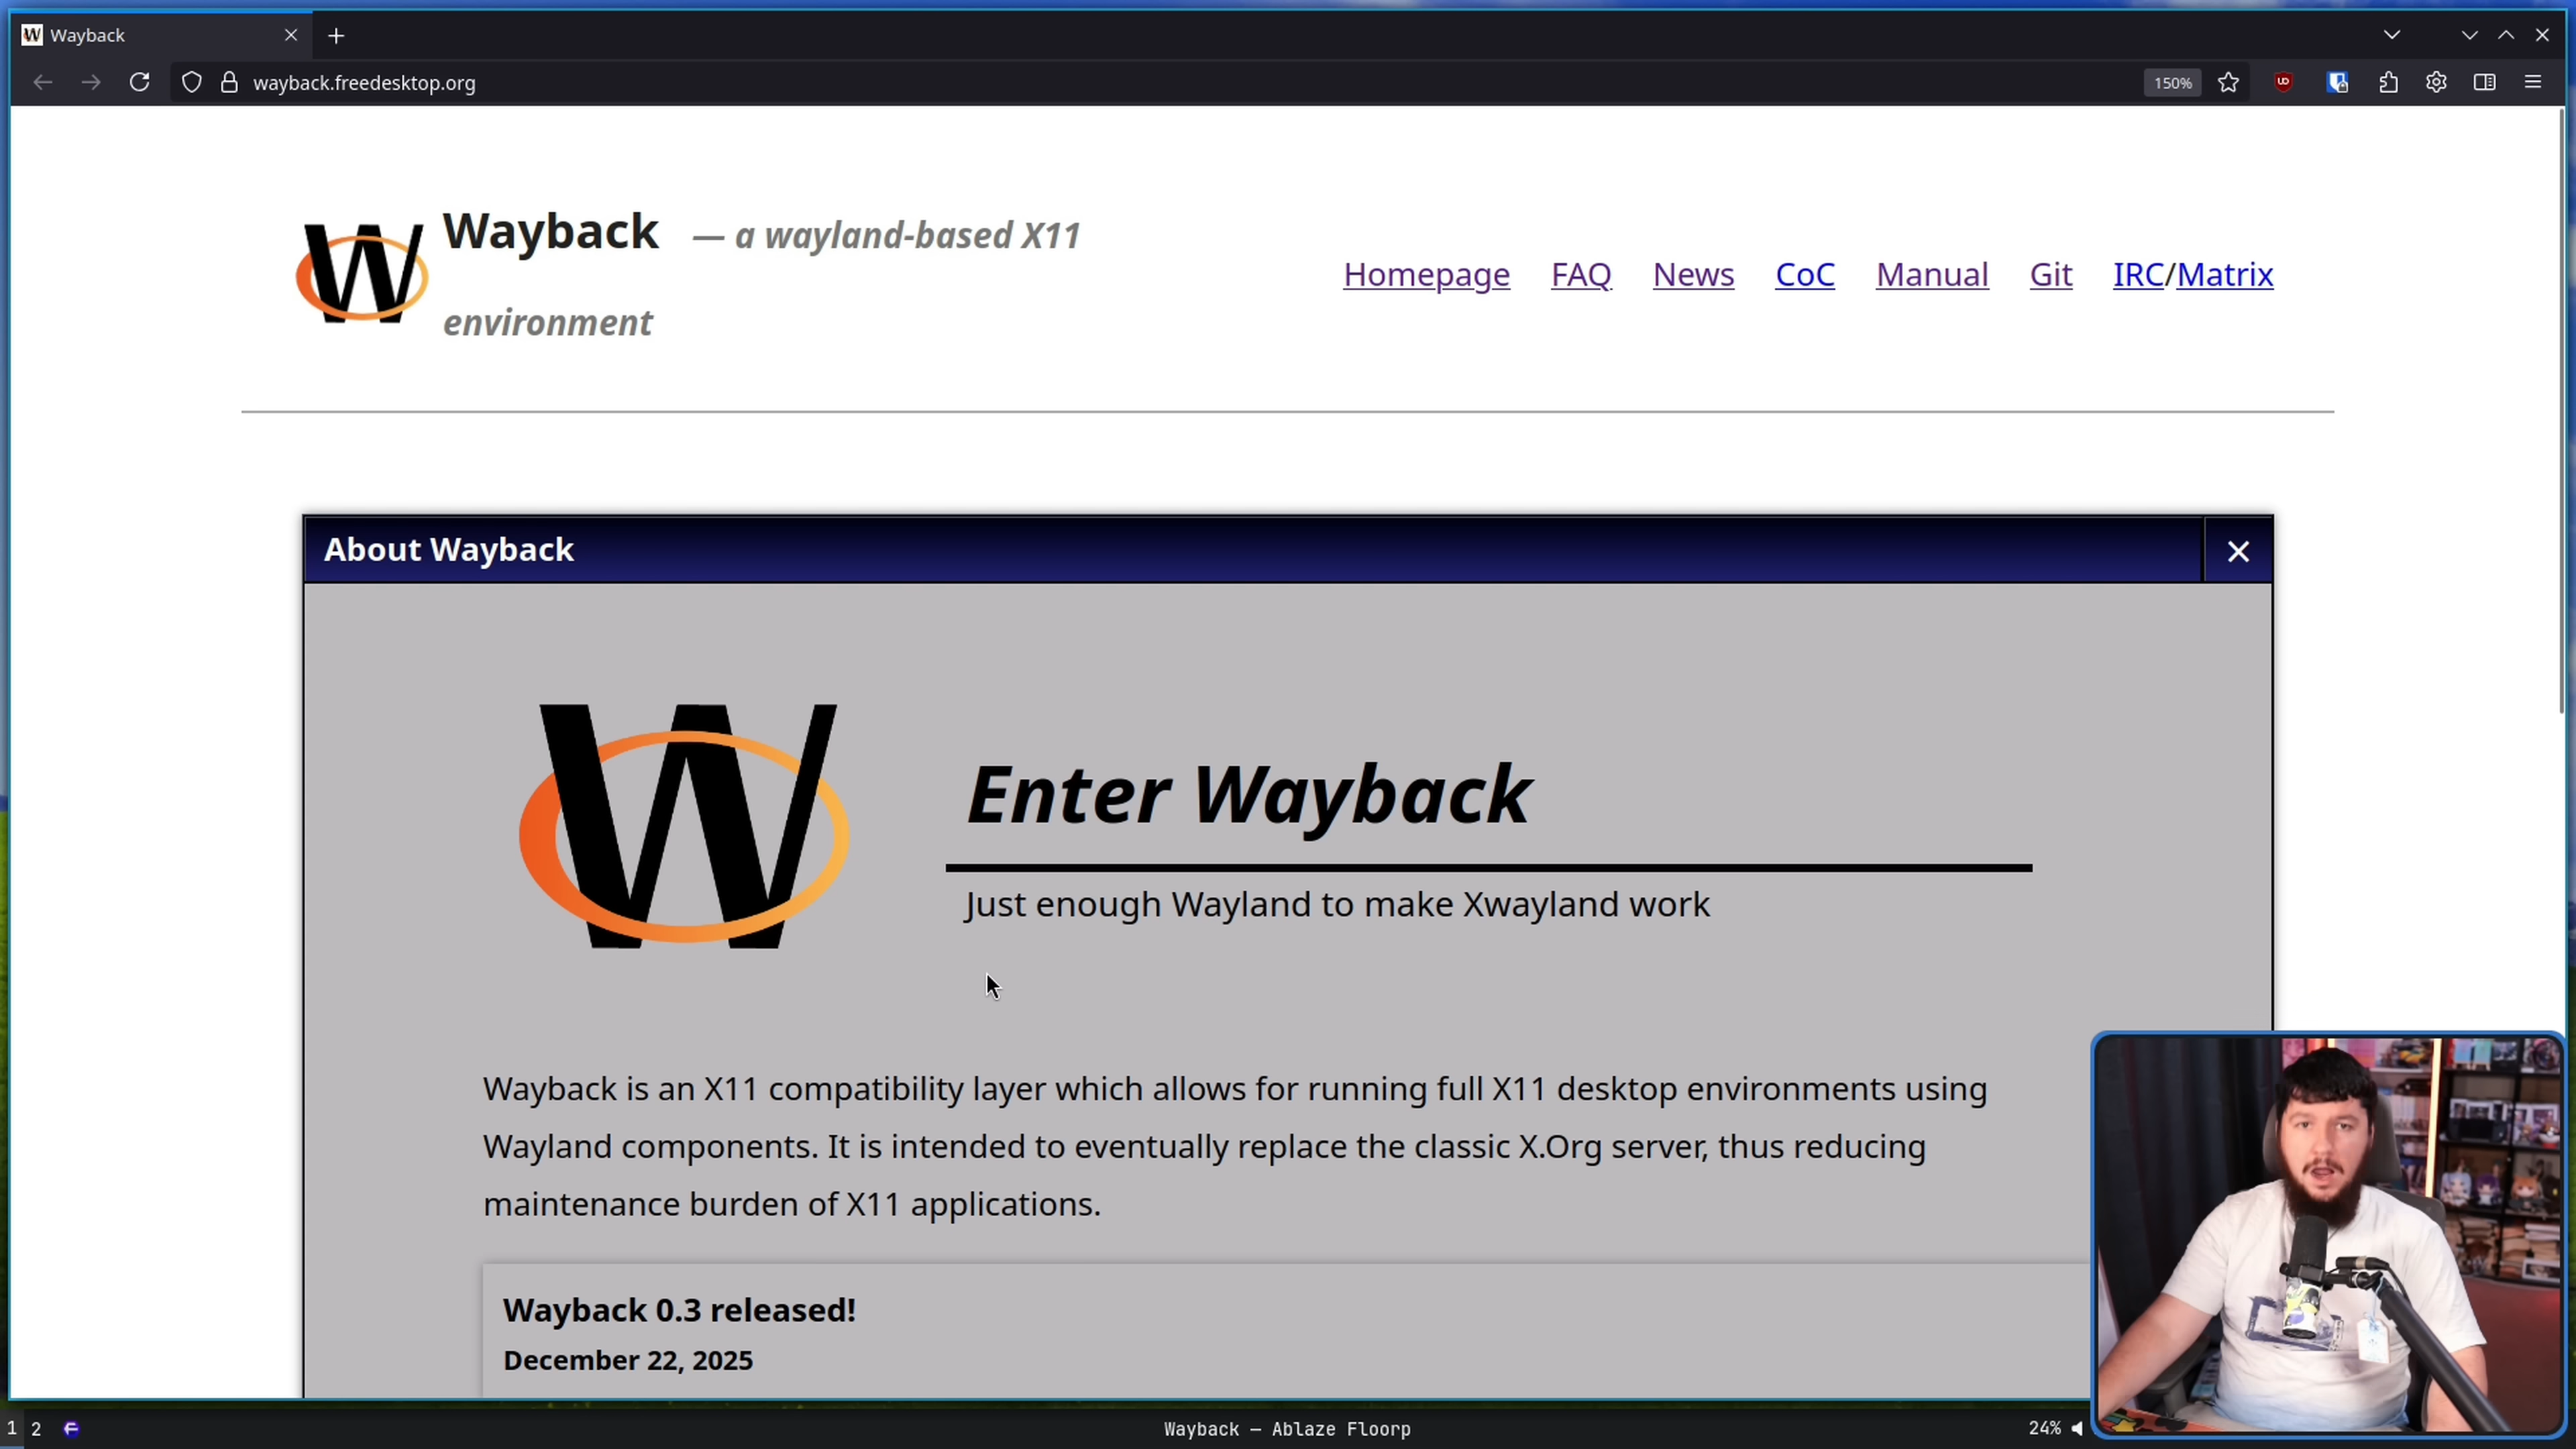 Wayback
wayback.freedesktop.org
150%
Wayback — a wayland-based X11
environment
Homepage FAQ News CoC Manual Git IRC/Matrix
About Wayback
W
Enter Wayback
Just enough Wayland to make Xwayland work
Wayback is an X11 compatibility layer which allows for running full X11 desktop environments using
Wayland components. It is intended to eventually replace the classic X.Org server, thus reducing
maintenance burden of X11 applications.
Wayback 0.3 released!
December 22, 2025
1 2
Wayback — Ablaze Floorp
24%